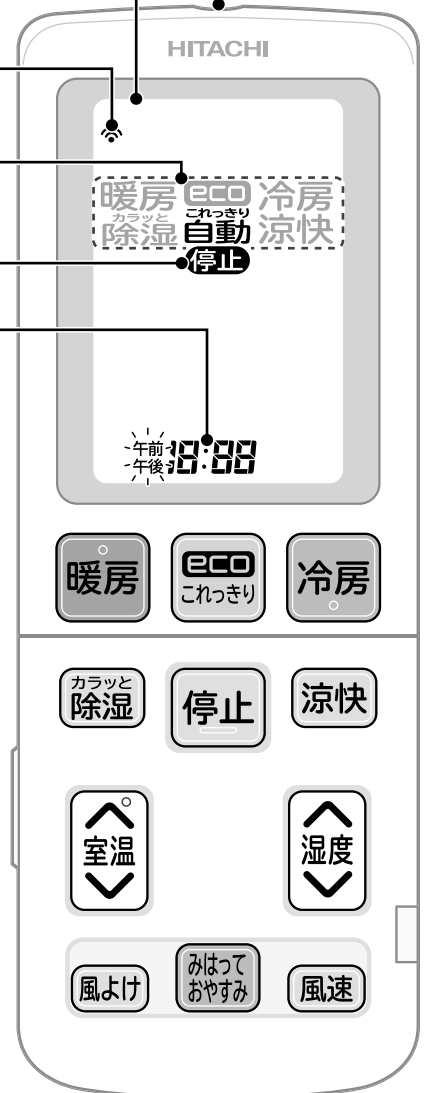 HITACHI
暖房 eco 冷房
カラッと これっきり
除湿 自動 涼快
停止
午前
午後 18:88
暖房 eco これっきり 冷房
カラッと
除湿 停止 涼快
室温 湿度
風よけ みはって おやすみ 風速